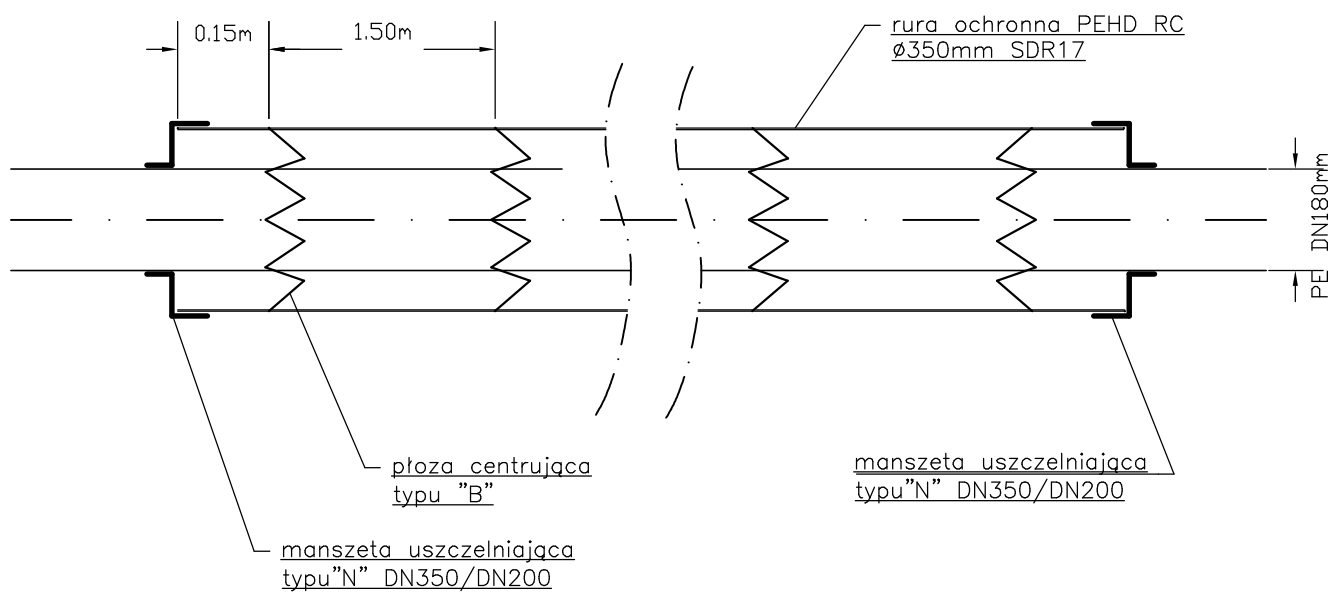 0.15m
1.50m
rura ochronna PEHD RC
ø350mm SDR17
PE DN180mm
płoza centrująca
typu "B"
manszeta uszczelniająca
typu"N" DN350/DN200
manszeta uszczelniająca
typu"N" DN350/DN200